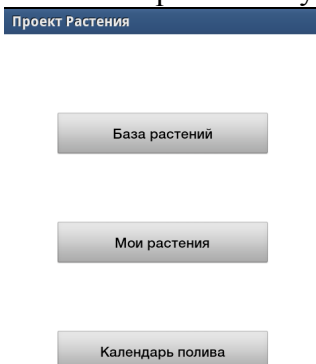 Проект Растения
База растений
Мои растения
Календарь полива